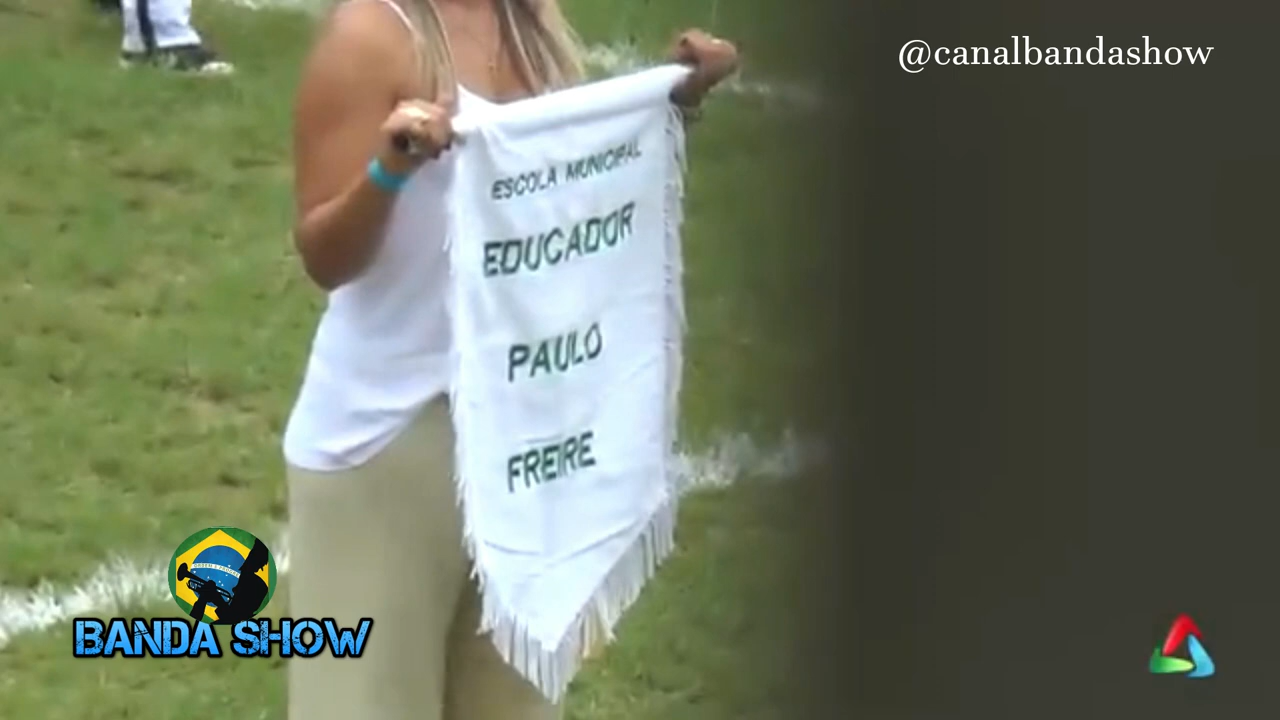 @canalbandashow
ESCOLA MUNICIPAL
EDUCADOR
PAULO
FREIRE
BANDA SHOW